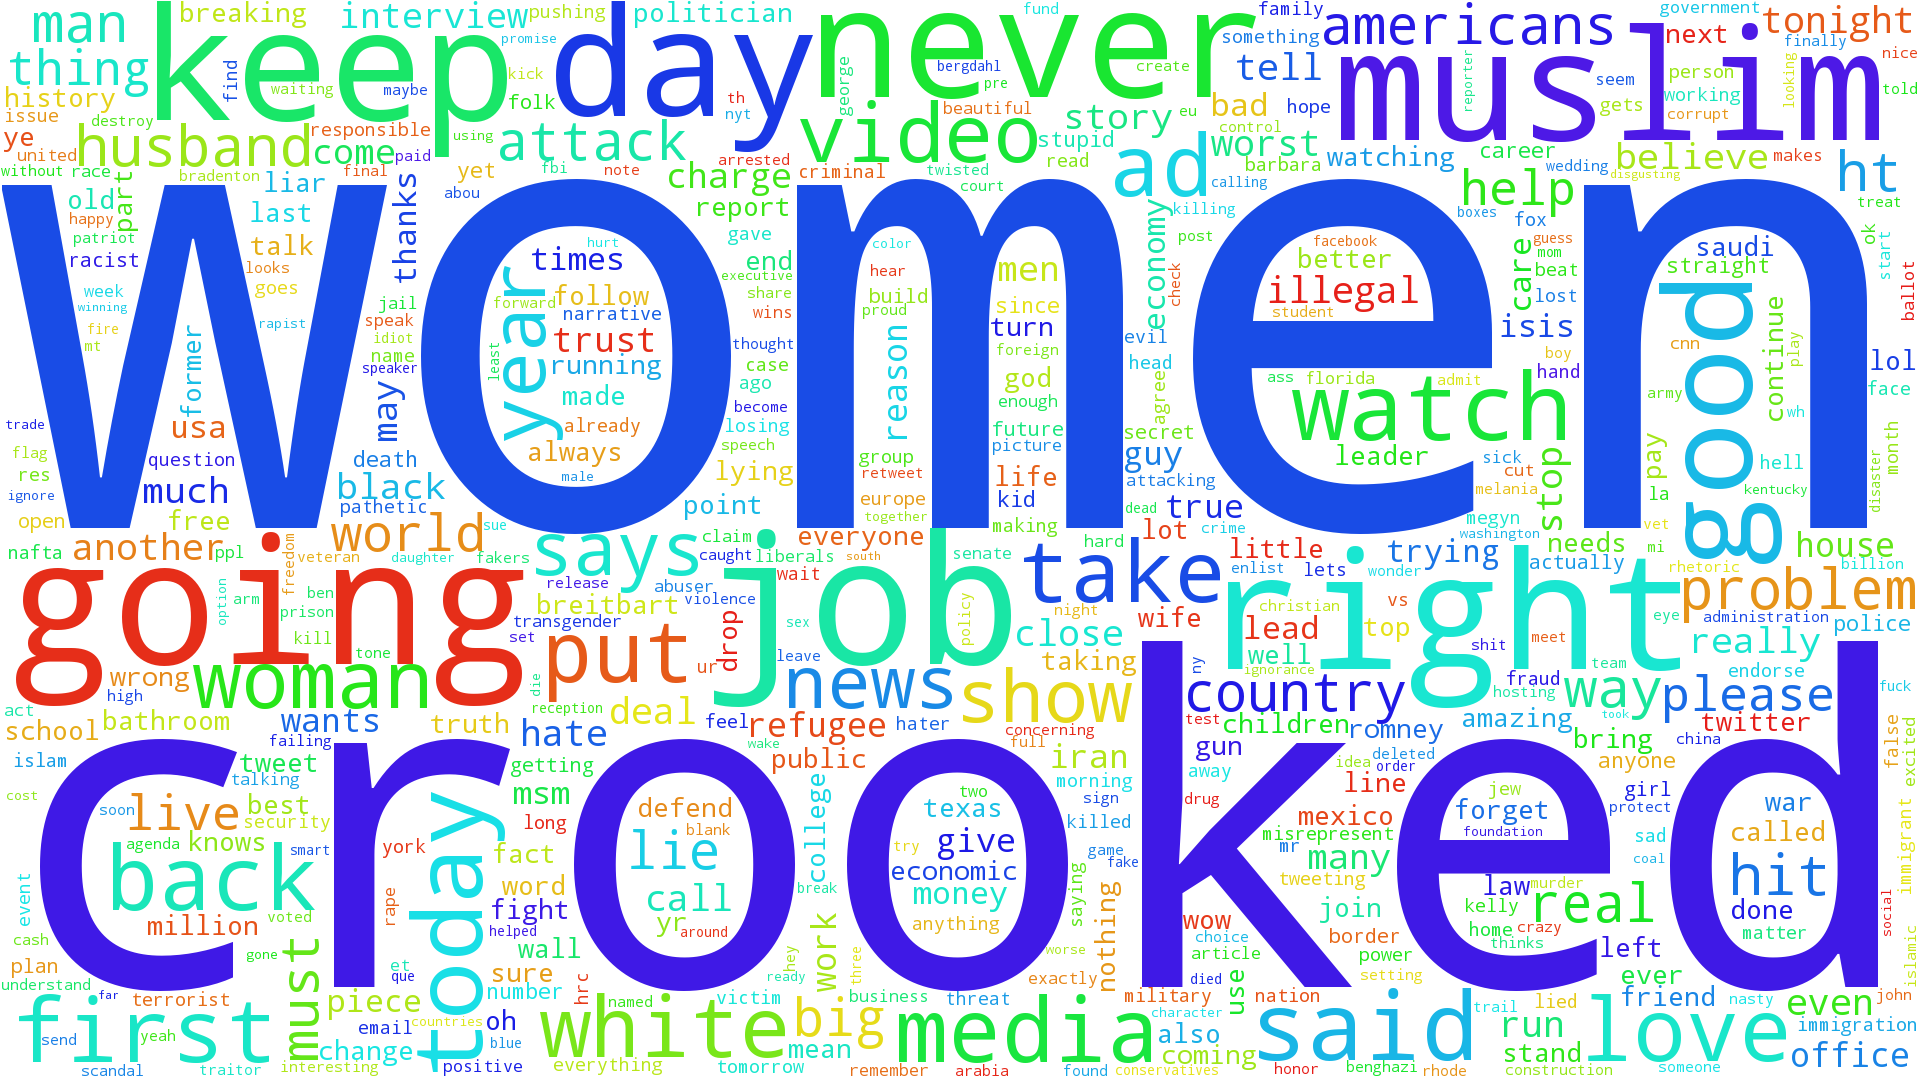 man
breaking
interview
pushing
politician
keep
day
never
fund
family
americans
government
tonight
thing
find
waiting
promise
kick
something
tell
muslim
next
finally
nice
history
destroy
maybe
folk
th
nyt
george
bergdahl
pre
create
beautiful
eu
bad
hope
seem
person
working
gets
reporter
looking
told
issue
ye
husband
responsible
come
using
attack
video
story
stupid
control
worst
corrupt
united
without
race
bradenton
final
paid
yet
fbi
note
arrested
criminal
twisted
read
barbara
watching
career
wedding
believe
disgusting
makes
ht
treat
old
part
liar
thanks
abou
charge
court
ad
calling
killing
help
boxes
happy
patriot
racist
last
talk
report
gave
color
economy
post
fox
care
guess
mom
saudi
straight
ok
start
women
week
looks
goes
jail
year
hurt
times
end
executive
share
hear
men
facebook
better
beat
good
ballot
winning
fire
mt
rapist
speak
idiot
forward
follow
narrative
wins
build
proud
since
turn
check
illegal
student
lost
isis
continue
former
name
speaker
least
trust
running
thought
case
reason
foreign
god
evil
head
boy
hand
cnn
play
lol
trade
usa
may
made
ago
become
enough
agree
ass
florida
admit
watch
army
wh
face
flag
question
death
already
always
losing
speech
group
future
picture
secret
leader
sick
cut
pay
hell
month
res
ignore
much
black
pathetic
male
lying
retweet
life
guy
attacking
melania
stop
la
kentucky
disaster
open
free
world
sue
point
europe
together
kid
making
dead
true
crime
megyn
washington
vet
nafta
another
ppl
freedom
veteran
daughter
fakers
says
claim
caught
liberals
everyone
south
job
senate
hard
lot
little
trying
needs
actually
mi
house
rhetoric
billion
going
option
arm
ben
prison
release
abuser
violence
wait
take
enlist
lets
wonder
right
problem
kill
tone
breitbart
transgender
set
put
drop
sex
policy
night
close
wife
christian
vs
top
eye
administration
police
wrong
woman
die
ur
leave
taking
lead
well
ignorance
ny
shit
meet
team
really
endorse
high
act
reception
news
show
country
hosting
fraud
way
please
fuck
school
bathroom
wants
truth
hate
deal
feel
refugee
hater
concerning
test
children
romney
amazing
took
twitter
failing
islam
tweet
talking
getting
wake
public
full
iran
gun
deleted
idea
order
bring
china
anyone
false
excited
crooked
cost
soon
live
best
security
today
msm
long
defend
blank
college
texas
two
morning
sign
away
drug
line
mexico
jew
forget
foundation
girl
protect
war
called
sad
agenda
knows
smart
york
fact
lie
try
give
economic
killed
game
fake
misrepresent
mr
many
coal
immigrant
back
event
million
voted
rape
word
fight
helped
call
yr
around
break
money
anything
saying
tweeting
join
law
murder
kelly
real
hit
done
matter
social
cash
plan
understand
gone
must
et
que
wall
sure
hey
work
three
worse
nothing
wow
choice
article
border
power
home
crazy
thinks
left
islamic
far
terrorist
piece
number
hrc
named
victim
ready
business
threat
exactly
died
military
use
nation
setting
trail
lied
ever
friend
nasty
even
john
first
send
yeah
email
countries
oh
white
big
media
character
also
said
run
love
immigration
scandal
traitor
interesting
change
positive
blue
everything
tomorrow
mean
remember
arabia
found
conservatives
coming
honor
benghazi
rhode
stand
construction
someone
office